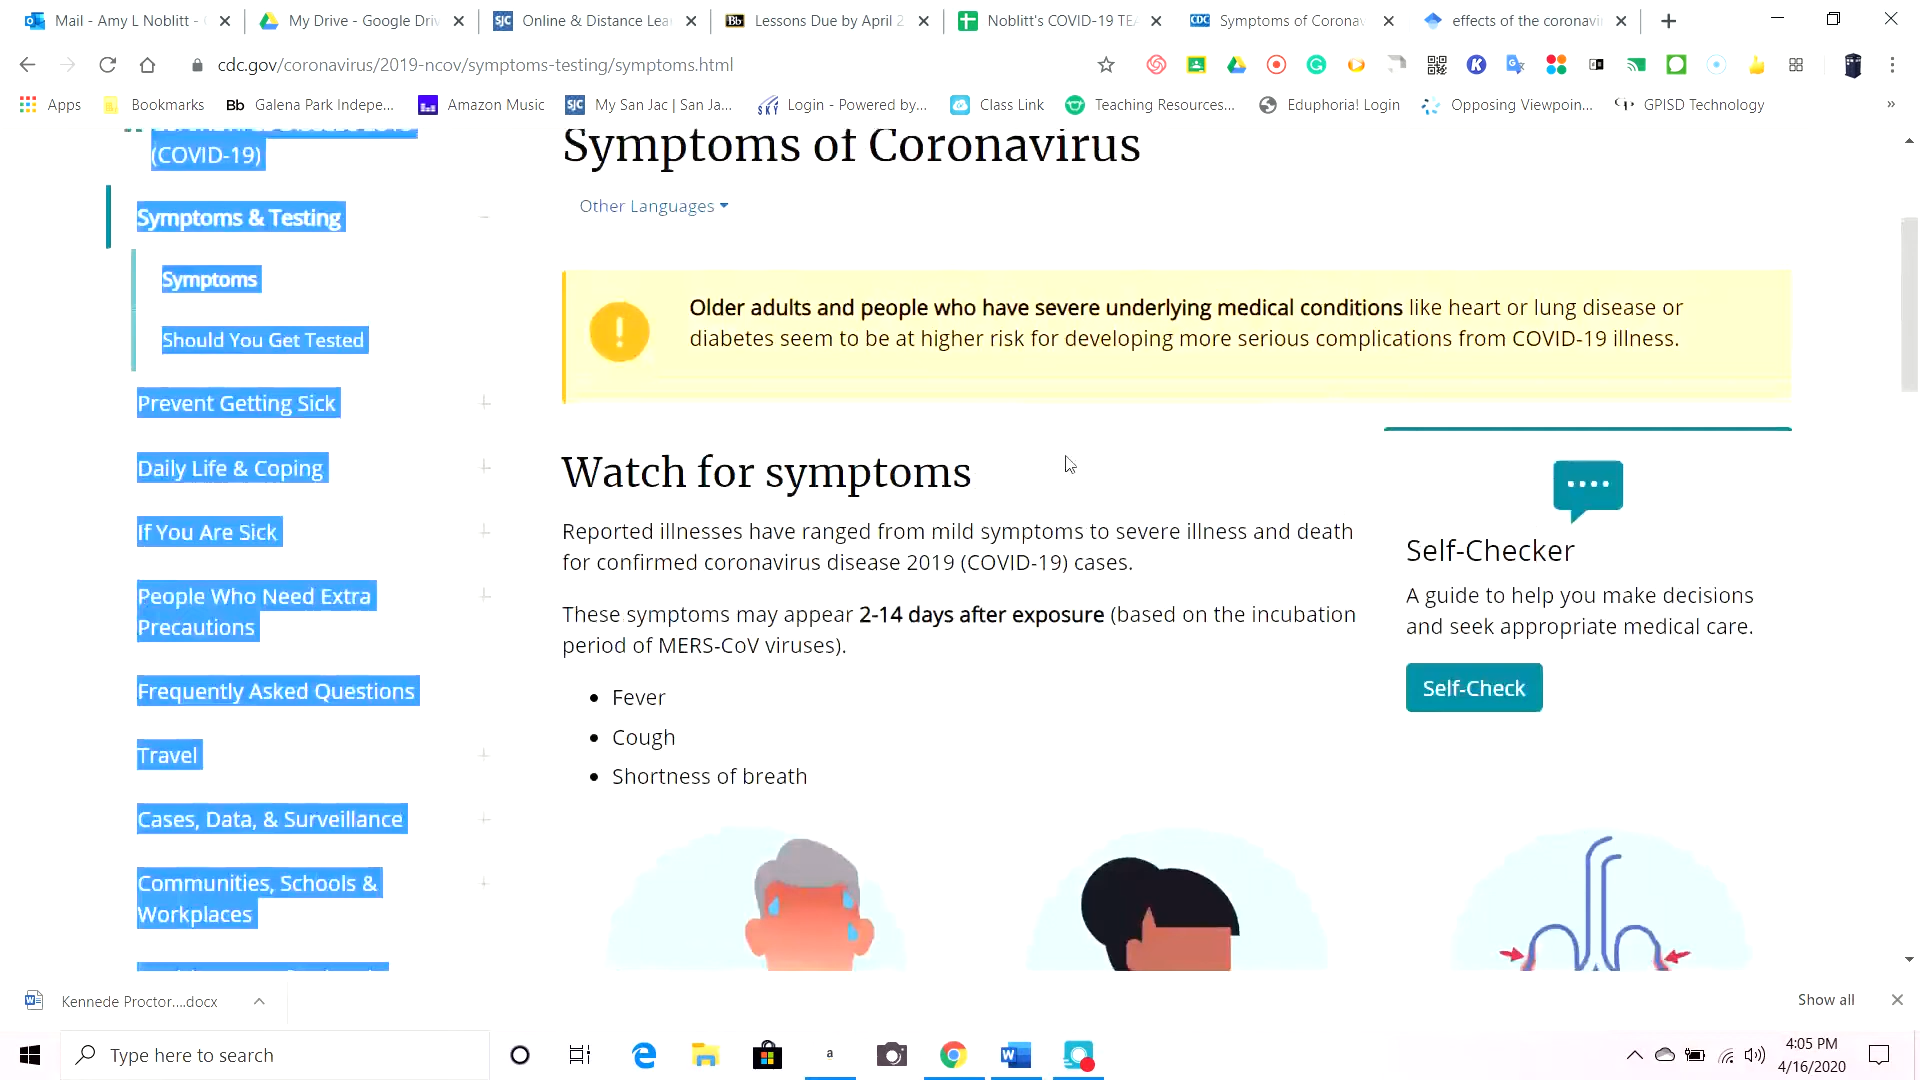 Mail - Amy L Noblitt -
My Drive - Google Driv
SJC Online & Distance Lea
Bb Lessons Due by April 2
Noblitt's COVID-19 TEA
CDC Symptoms of Coronav
effects of the coronavir
cdc.gov/coronavirus/2019-ncov/symptoms-testing/symptoms.html
Apps
Bookmarks
Bb Galena Park Indepe...
Amazon Music
SJC My San Jac | San Ja...
SKY Login - Powered by...
Class Link
Teaching Resources...
Eduphoria! Login
Opposing Viewpoin...
GPISD Technology
»
(COVID-19)
Symptoms & Testing
Symptoms
Should You Get Tested
Prevent Getting Sick
Daily Life & Coping
If You Are Sick
People Who Need Extra
Precautions
Frequently Asked Questions
Travel
Cases, Data, & Surveillance
Communities, Schools &
Workplaces
Symptoms of Coronavirus
Other Languages
Older adults and people who have severe underlying medical conditions like heart or lung disease or
diabetes seem to be at higher risk for developing more serious complications from COVID-19 illness.
Watch for symptoms
Reported illnesses have ranged from mild symptoms to severe illness and death
for confirmed coronavirus disease 2019 (COVID-19) cases.
These symptoms may appear 2-14 days after exposure (based on the incubation
period of MERS-CoV viruses).
• Fever
• Cough
• Shortness of breath
Self-Checker
A guide to help you make decisions
and seek appropriate medical care.
Self-Check
Kennede Proctor....docx
Show all
Type here to search
a
4:05 PM
4/16/2020